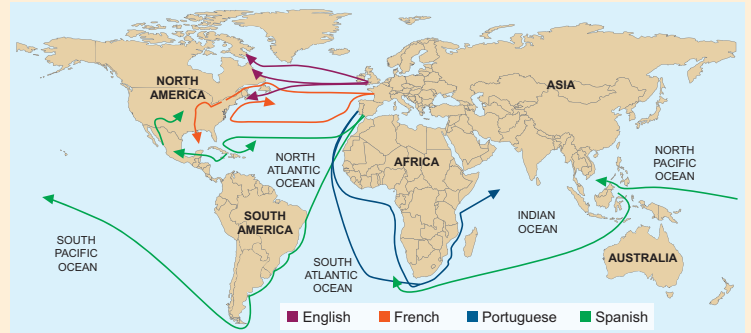 NORTH
AMERICA
ASIA
NORTH
ATLANTIC
OCEAN
AFRICA
NORTH
PACIFIC
OCEAN
SOUTH
AMERICA
INDIAN
OCEAN
SOUTH
PACIFIC
OCEAN
SOUTH
ATLANTIC
OCEAN
AUSTRALIA
English French Portuguese Spanish